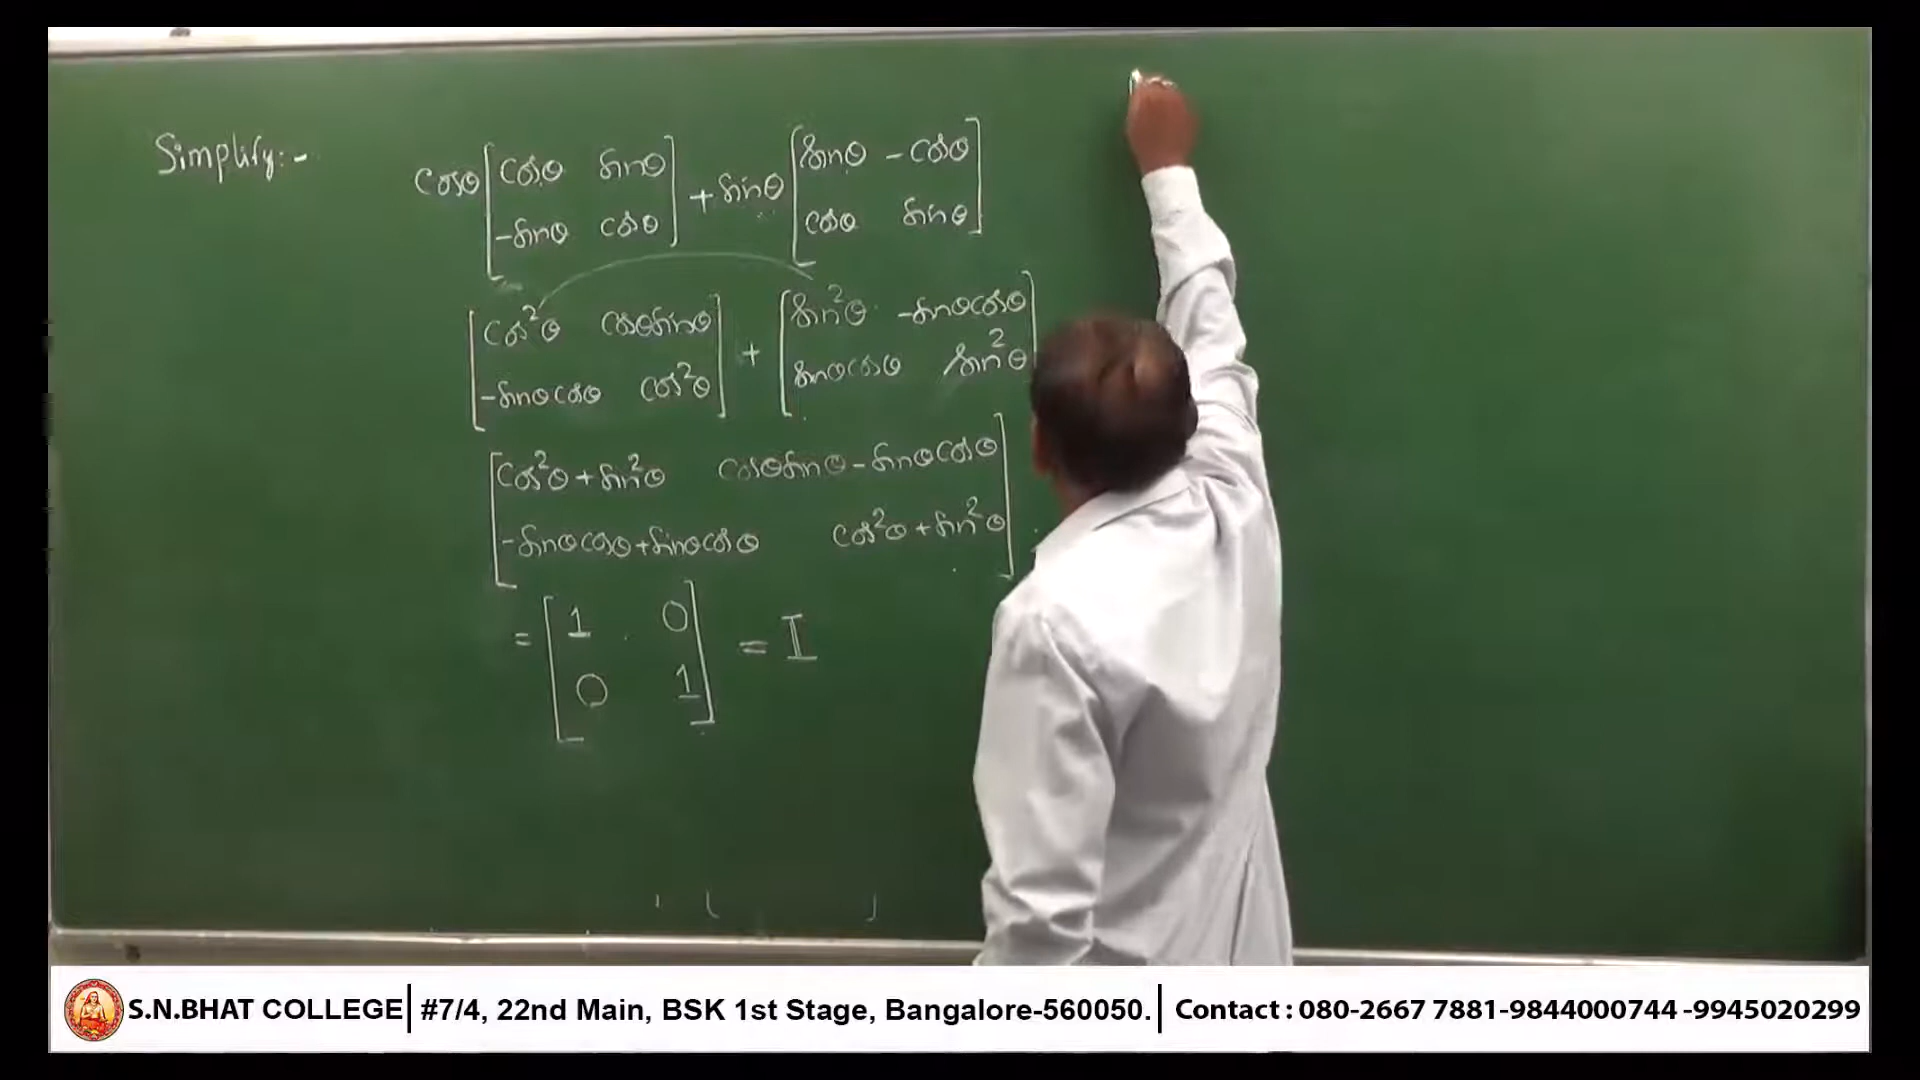 Simplify:-
cosθ [cosθ sinθ] + sinθ [sinθ -cosθ]
[-sinθ cosθ] [cosθ sinθ]
[cos²θ cosθsinθ] + [sin²θ -sinθcosθ]
[-sinθcosθ cos²θ] [sinθcosθ sin²θ]
[cos²θ+sin²θ cosθsinθ-sinθcosθ]
[-sinθcosθ+sinθcosθ cos²θ+sin²θ]
= [1 0] = I
[0 1]
S.N.BHAT COLLEGE | #7/4, 22nd Main, BSK 1st Stage, Bangalore-560050. | Contact : 080-2667 7881-9844000744 -9945020299